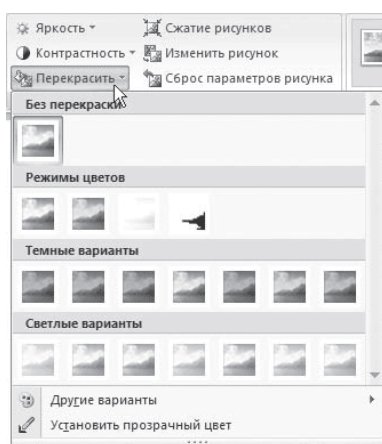 Яркость Сжатие рисунков
Контрастность Изменить рисунок
Перекрасить Сброс параметров рисунка
Без перекраски
Режимы цветов
Темные варианты
Светлые варианты
Другие варианты
Установить прозрачный цвет